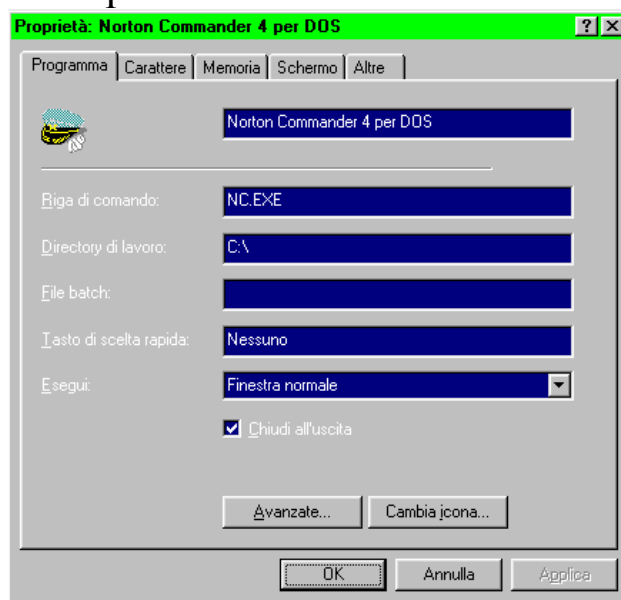 Proprietà: Norton Commander 4 per DOS
Programma Carattere Memoria Schermo Altre
Norton Commander 4 per DOS
Riga di comando: NC.EXE
Directory di lavoro: C:\
File batch:
Tasto di scelta rapida: Nessuno
Esegui: Finestra normale
Chiudi all'uscita
Avanzate... Cambia icona...
OK Annulla Applica